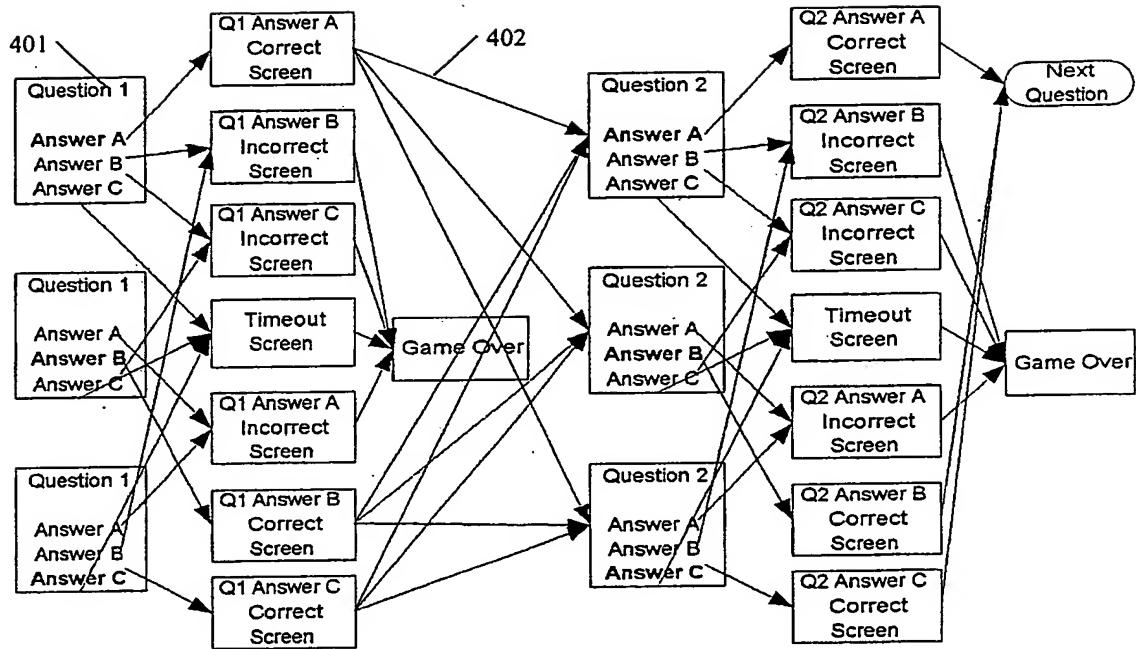 401
Question 1
Answer A
Answer B
Answer C
Question 1
Answer A
Answer B
Answer C
Question 1
Answer A
Answer B
Answer C
Q1 Answer A
Correct
Screen
Q1 Answer B
Incorrect
Screen
Q1 Answer C
Incorrect
Screen
Timeout
Screen
Q1 Answer A
Incorrect
Screen
Q1 Answer B
Correct
Screen
Q1 Answer C
Correct
Screen
Game Over
402
Question 2
Answer A
Answer B
Answer C
Question 2
Answer A
Answer B
Answer C
Question 2
Answer A
Answer B
Answer C
Q2 Answer A
Correct
Screen
Q2 Answer B
Incorrect
Screen
Q2 Answer C
Incorrect
Screen
Timeout
Screen
Q2 Answer A
Incorrect
Screen
Q2 Answer B
Correct
Screen
Q2 Answer C
Correct
Screen
Next
Question
Game Over